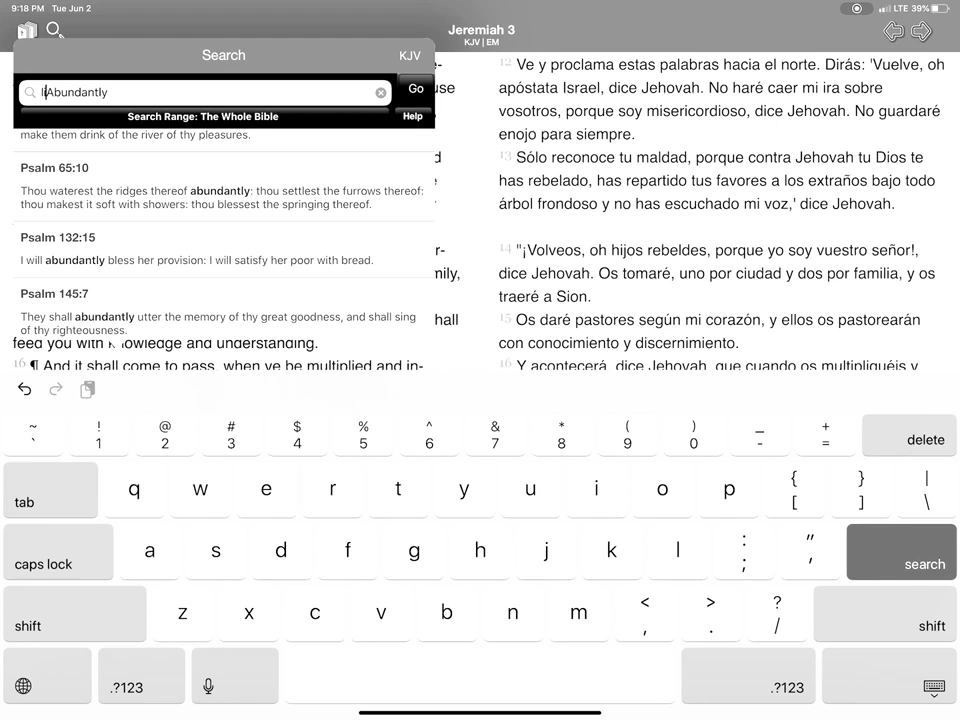 9:18 PM Tue Jun 2
LTE 39%
Jeremiah 3
KJV | EM
Search
KJV
liAbundantly
Go
Search Range: The Whole Bible
Help
make them drink of the river of thy pleasures.
Psalm 65:10
Thou waterest the ridges thereof abundantly: thou settlest the furrows thereof:
thou makest it soft with showers: thou blessest the springing thereof.
Psalm 132:15
I will abundantly bless her provision: I will satisfy her poor with bread.
Psalm 145:7
They shall abundantly utter the memory of thy great goodness, and shall sing
of thy righteousness.
feed you with knowledge and understanding.
16 ¶ And it shall come to pass, when ye be multiplied and in-
12 Ve y proclama estas palabras hacia el norte. Dirás: 'Vuelve, oh
apóstata Israel, dice Jehovah. No haré caer mi ira sobre
vosotros, porque soy misericordioso, dice Jehovah. No guardaré
enojo para siempre.
13 Sólo reconoce tu maldad, porque contra Jehovah tu Dios te
has rebelado, has repartido tus favores a los extraños bajo todo
árbol frondoso y no has escuchado mi voz,' dice Jehovah.
14 "¡Volveos, oh hijos rebeldes, porque yo soy vuestro señor!,
dice Jehovah. Os tomaré, uno por ciudad y dos por familia, y os
traeré a Sion.
15 Os daré pastores según mi corazón, y ellos os pastorearán
con conocimiento y discernimiento.
16 Y acontecerá, dice Jehovah, que cuando os multipliquéis y
~ ! @ # $ % ^ & * ( ) _ +
` 1 2 3 4 5 6 7 8 9 0 - = delete
tab q w e r t y u i o p { [ } ] | \
caps lock a s d f g h j k l : ; " ' search
shift z x c v b n m < , > . ? / shift
.?123 .?123